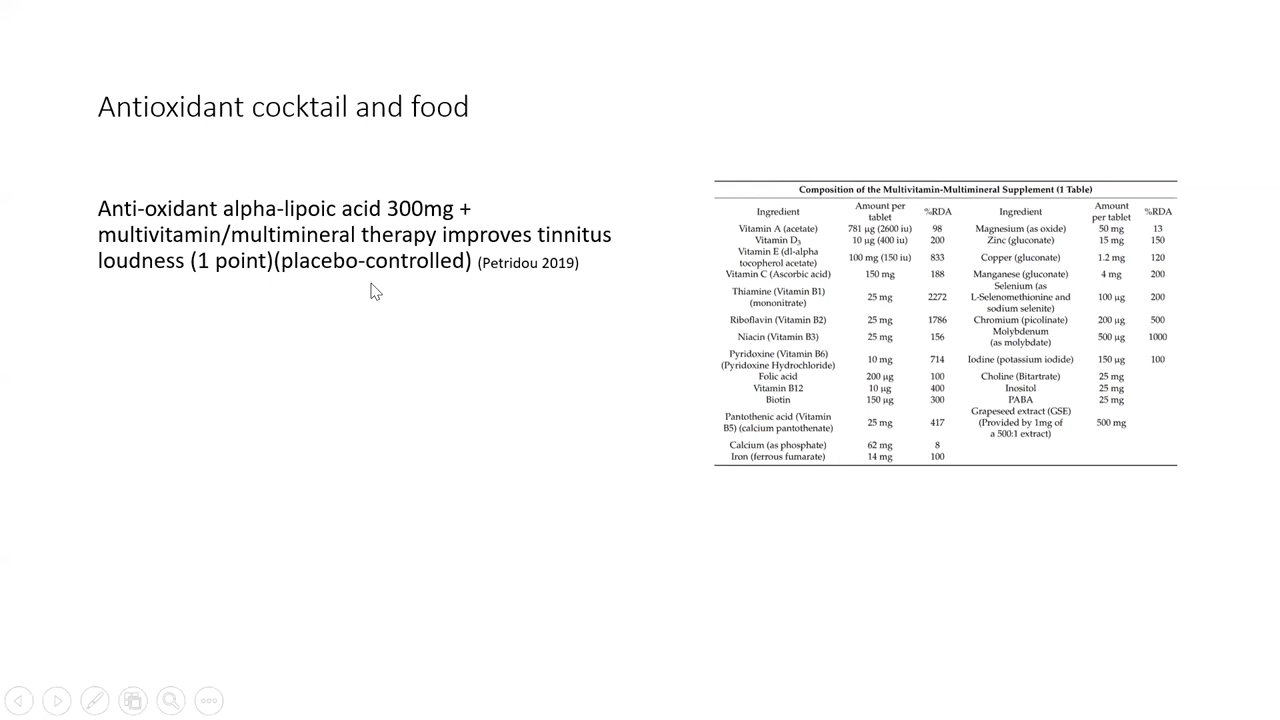 Antioxidant cocktail and food
Anti-oxidant alpha-lipoic acid 300mg +
multivitamin/multimineral therapy improves tinnitus
loudness (1 point)(placebo-controlled) (Petridou 2019)
Composition of the Multivitamin-Multimineral Supplement (1 Table)
Ingredient Amount per tablet %RDA Ingredient Amount per tablet %RDA
Vitamin A (acetate) 781 µg (2600 iu) 98 Magnesium (as oxide) 50 mg 13
Vitamin D3 10 µg (400 iu) 200 Zinc (gluconate) 15 mg 150
Vitamin E (dl-alpha tocopherol acetate) 100 mg (150 iu) 833 Copper (gluconate) 1.2 mg 120
Vitamin C (Ascorbic acid) 150 mg 188 Manganese (gluconate) 4 mg 200
Thiamine (Vitamin B1) (mononitrate) 25 mg 2272 Selenium (as L-Selenomethionine and sodium selenite) 100 µg 200
Riboflavin (Vitamin B2) 25 mg 1786 Chromium (picolinate) 200 µg 500
Niacin (Vitamin B3) 25 mg 156 Molybdenum (as molybdate) 500 µg 1000
Pyridoxine (Vitamin B6) (Pyridoxine Hydrochloride) 10 mg 714 Iodine (potassium iodide) 150 µg 100
Folic acid 200 µg 100 Choline (Bitartrate) 25 mg
Vitamin B12 10 µg 400 Inositol 25 mg
Biotin 150 µg 300 PABA 25 mg
Pantothenic acid (Vitamin B5) (calcium pantothenate) 25 mg 417 Grapeseed extract (GSE) (Provided by 1mg of a 500:1 extract) 500 mg
Calcium (as phosphate) 62 mg 8
Iron (ferrous fumarate) 14 mg 100